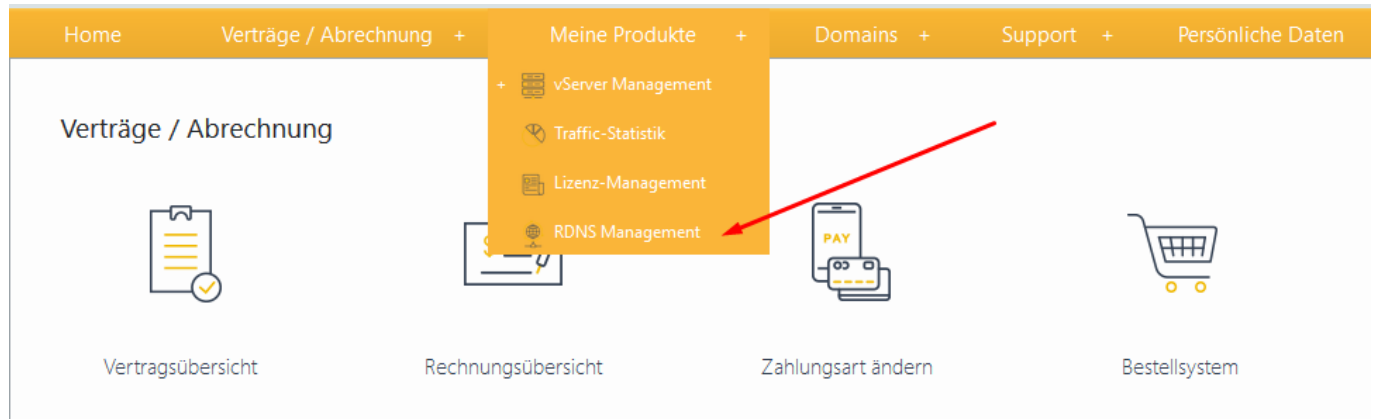 Home Verträge / Abrechnung + Meine Produkte + Domains + Support + Persönliche Daten
+ vServer Management
Traffic-Statistik
Lizenz-Management
RDNS Management
Verträge / Abrechnung
PAY
Vertragsübersicht Rechnungsübersicht Zahlungsart ändern Bestellsystem